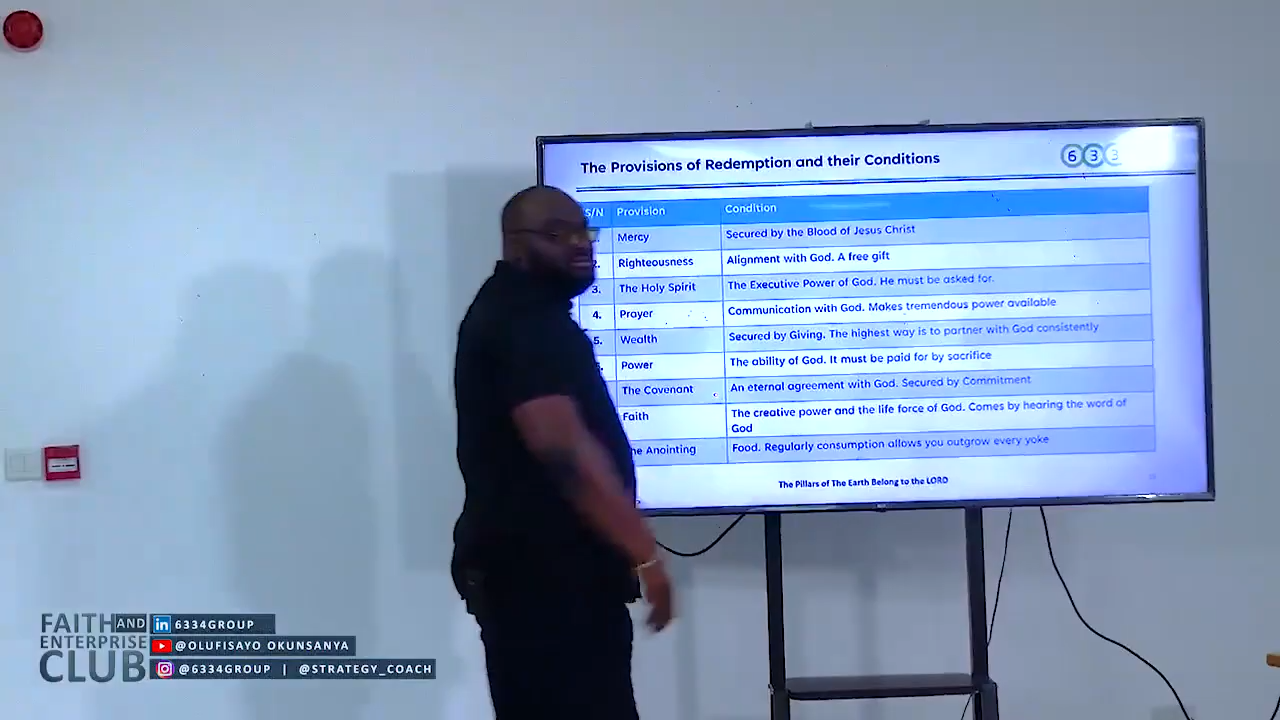 The Provisions of Redemption and their Conditions
6 3 3
S/N Provision Condition
Mercy Secured by the Blood of Jesus Christ
2. Righteousness Alignment with God. A free gift
3. The Holy Spirit The Executive Power of God. He must be asked for.
4. Prayer Communication with God. Makes tremendous power available
5. Wealth Secured by Giving. The highest way is to partner with God consistently
Power The ability of God. It must be paid for by sacrifice
The Covenant An eternal agreement with God. Secured by Commitment
Faith The creative power and the life force of God. Comes by hearing the word of
God
he Anointing Food. Regularly consumption allows you outgrow every yoke
The Pillars of The Earth Belong to the LORD
FAITH AND
ENTERPRISE
CLUB
in 6334GROUP
@OLUFISAYO OKUNSANYA
@6334GROUP | @STRATEGY_COACH